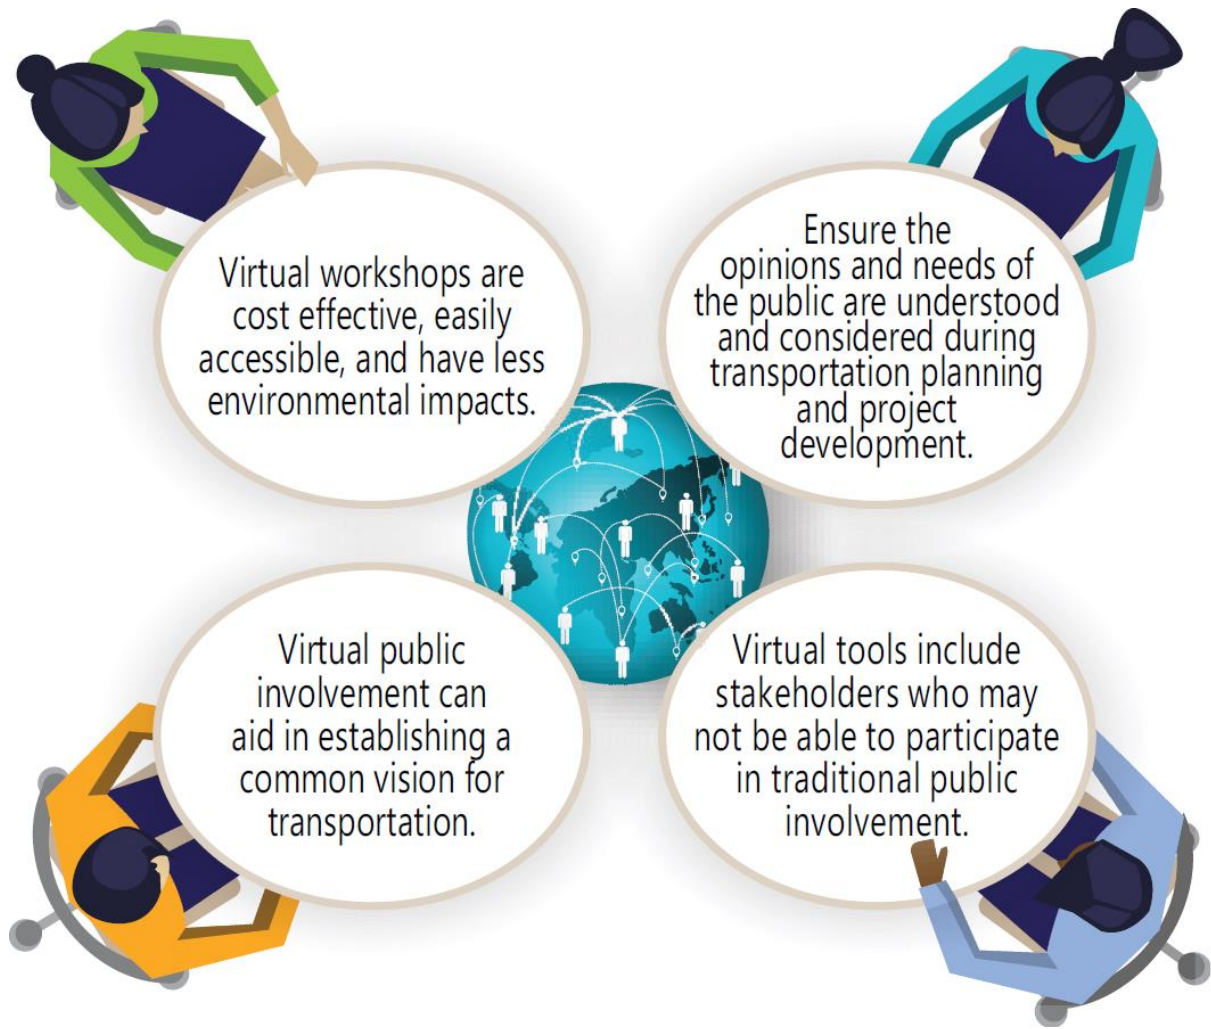 Virtual workshops are
cost effective, easily
accessible, and have less
environmental impacts.
Ensure the
opinions and needs of
the public are understood
and considered during
transportation planning
and project
development.
Virtual public
involvement can
aid in establishing a
common vision for
transportation.
Virtual tools include
stakeholders who may
not be able to participate
in traditional public
involvement.